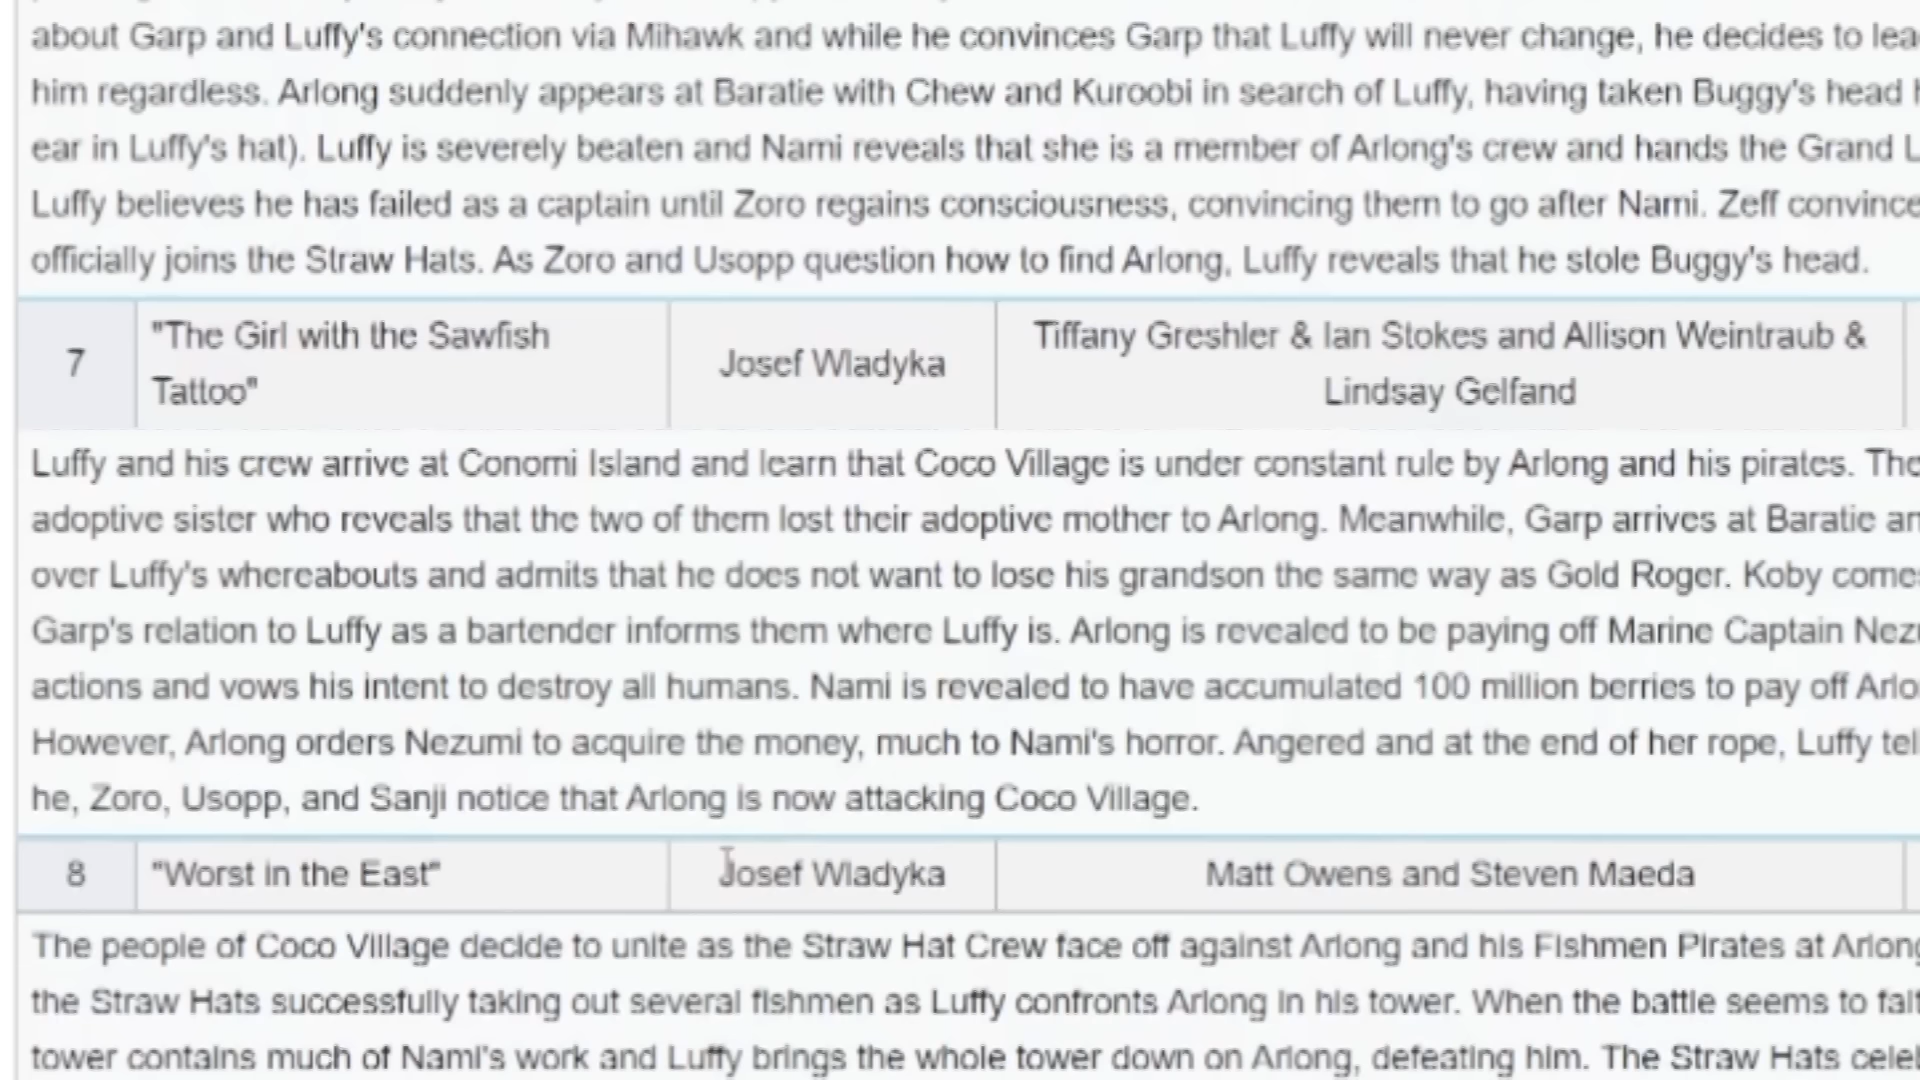 about Garp and Luffy's connection via Mihawk and while he convinces Garp that Luffy will never change, he decides to lea
him regardless. Arlong suddenly appears at Baratie with Chew and Kuroobi in search of Luffy, having taken Buggy's head
ear in Luffy's hat). Luffy is severely beaten and Nami reveals that she is a member of Arlong's crew and hands the Grand L
Luffy believes he has failed as a captain until Zoro regains consciousness, convincing them to go after Nami. Zeff convince
officially joins the Straw Hats. As Zoro and Usopp question how to find Arlong, Luffy reveals that he stole Buggy's head.
7
"The Girl with the Sawfish
Tattoo"
Josef Wladyka
Tiffany Greshler & Ian Stokes and Allison Weintraub &
Lindsay Gelfand
Luffy and his crew arrive at Conomi Island and learn that Coco Village is under constant rule by Arlong and his pirates. The
adoptive sister who reveals that the two of them lost their adoptive mother to Arlong. Meanwhile, Garp arrives at Baratie an
over Luffy's whereabouts and admits that he does not want to lose his grandson the same way as Gold Roger. Koby come
Garp's relation to Luffy as a bartender informs them where Luffy is. Arlong is revealed to be paying off Marine Captain Nez
actions and vows his intent to destroy all humans. Nami is revealed to have accumulated 100 million berries to pay off Arlo
However, Arlong orders Nezumi to acquire the money, much to Nami's horror. Angered and at the end of her rope, Luffy tel
he, Zoro, Usopp, and Sanji notice that Arlong is now attacking Coco Village.
8
"Worst in the East"
Josef Wladyka
Matt Owens and Steven Maeda
The people of Coco Village decide to unite as the Straw Hat Crew face off against Arlong and his Fishmen Pirates at Arlong
the Straw Hats successfully taking out several fishmen as Luffy confronts Arlong in his tower. When the battle seems to falt
tower contains much of Nami's work and Luffy brings the whole tower down on Arlong, defeating him. The Straw Hats cele